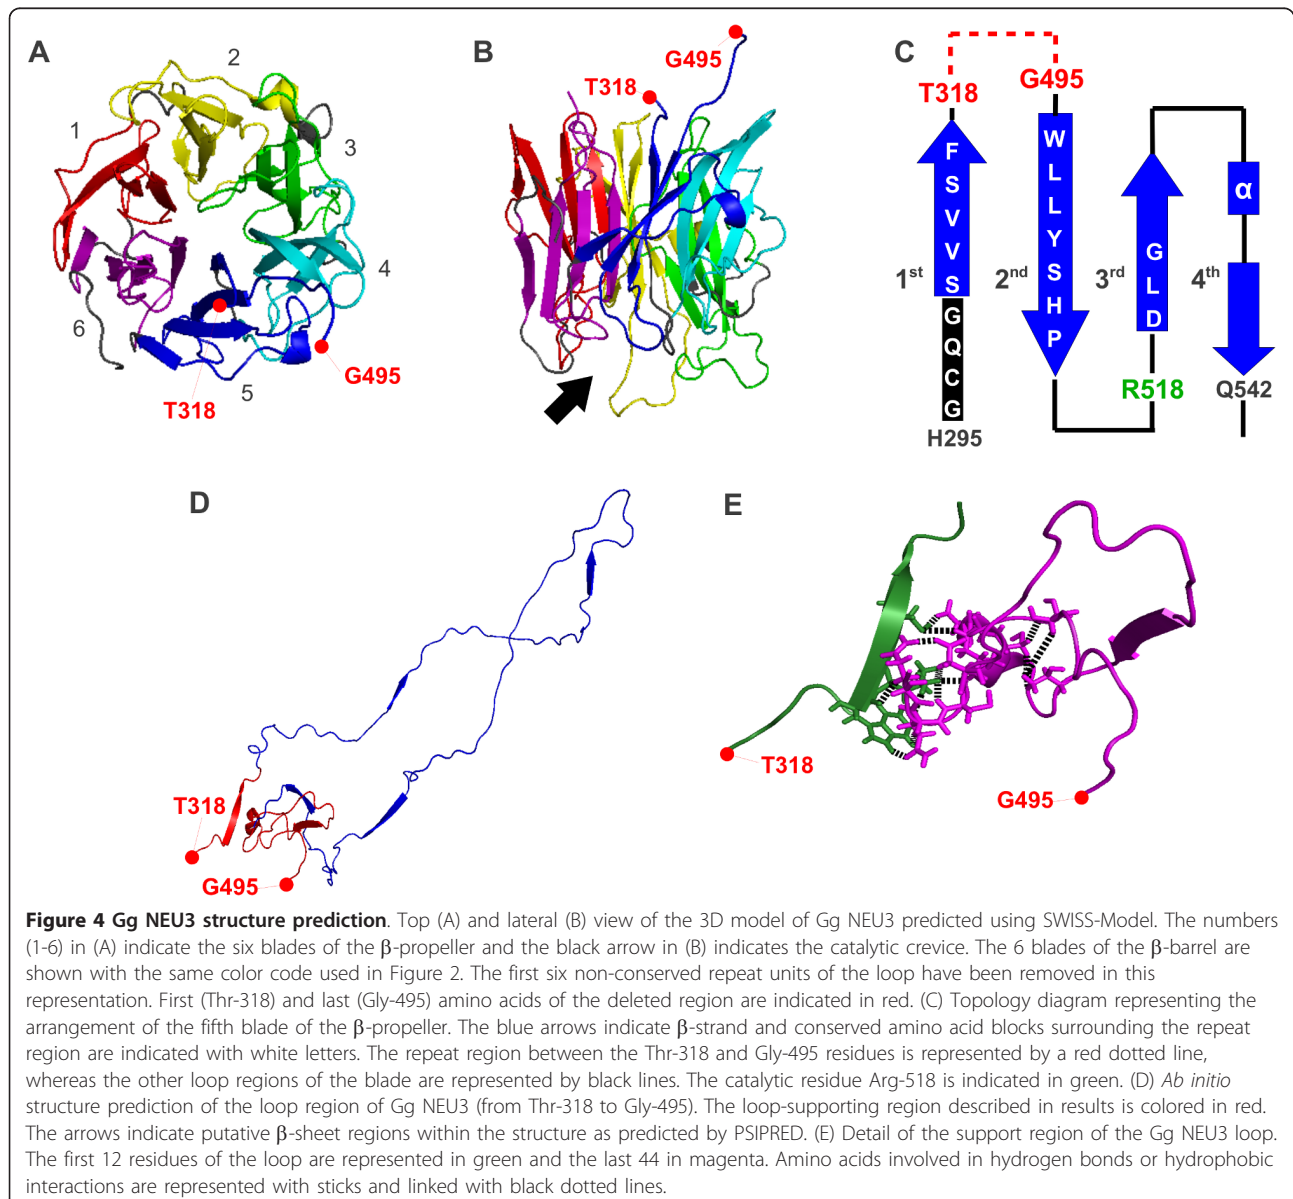 A
1
2
3
4
5
6
T318
G495
B
T318
G495
C
T318
G495
F
S
V
V
S
G
Q
C
G
H295
1st
W
L
L
Y
S
H
P
2nd
G
L
D
3rd
R518
α
4th
Q542
D
T318
G495
E
T318
G495
Figure 4 Gg NEU3 structure prediction. Top (A) and lateral (B) view of the 3D model of Gg NEU3 predicted using SWISS-Model. The numbers
(1-6) in (A) indicate the six blades of the β-propeller and the black arrow in (B) indicates the catalytic crevice. The 6 blades of the β-barrel are
shown with the same color code used in Figure 2. The first six non-conserved repeat units of the loop have been removed in this
representation. First (Thr-318) and last (Gly-495) amino acids of the deleted region are indicated in red. (C) Topology diagram representing the
arrangement of the fifth blade of the β-propeller. The blue arrows indicate β-strand and conserved amino acid blocks surrounding the repeat
region are indicated with white letters. The repeat region between the Thr-318 and Gly-495 residues is represented by a red dotted line,
whereas the other loop regions of the blade are represented by black lines. The catalytic residue Arg-518 is indicated in green. (D) Ab initio
structure prediction of the loop region of Gg NEU3 (from Thr-318 to Gly-495). The loop-supporting region described in results is colored in red.
The arrows indicate putative β-sheet regions within the structure as predicted by PSIPRED. (E) Detail of the support region of the Gg NEU3 loop.
The first 12 residues of the loop are represented in green and the last 44 in magenta. Amino acids involved in hydrogen bonds or hydrophobic
interactions are represented with sticks and linked with black dotted lines.